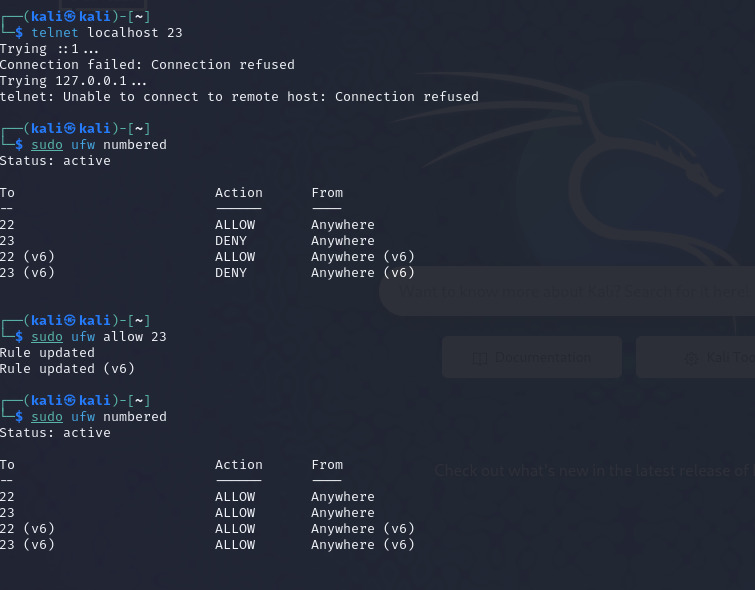 ┌──(kali㉿kali)-[~]
└─$ telnet localhost 23
Trying ::1...
Connection failed: Connection refused
Trying 127.0.0.1...
telnet: Unable to connect to remote host: Connection refused
┌──(kali㉿kali)-[~]
└─$ sudo ufw numbered
Status: active
To Action From
-- ------ ----
22 ALLOW Anywhere
23 DENY Anywhere
22 (v6) ALLOW Anywhere (v6)
23 (v6) DENY Anywhere (v6)
┌──(kali㉿kali)-[~]
└─$ sudo ufw allow 23
Rule updated
Rule updated (v6)
┌──(kali㉿kali)-[~]
└─$ sudo ufw numbered
Status: active
To Action From
-- ------ ----
22 ALLOW Anywhere
23 ALLOW Anywhere
22 (v6) ALLOW Anywhere (v6)
23 (v6) ALLOW Anywhere (v6)
Documentation
Kali
Check out what's new in the latest release of